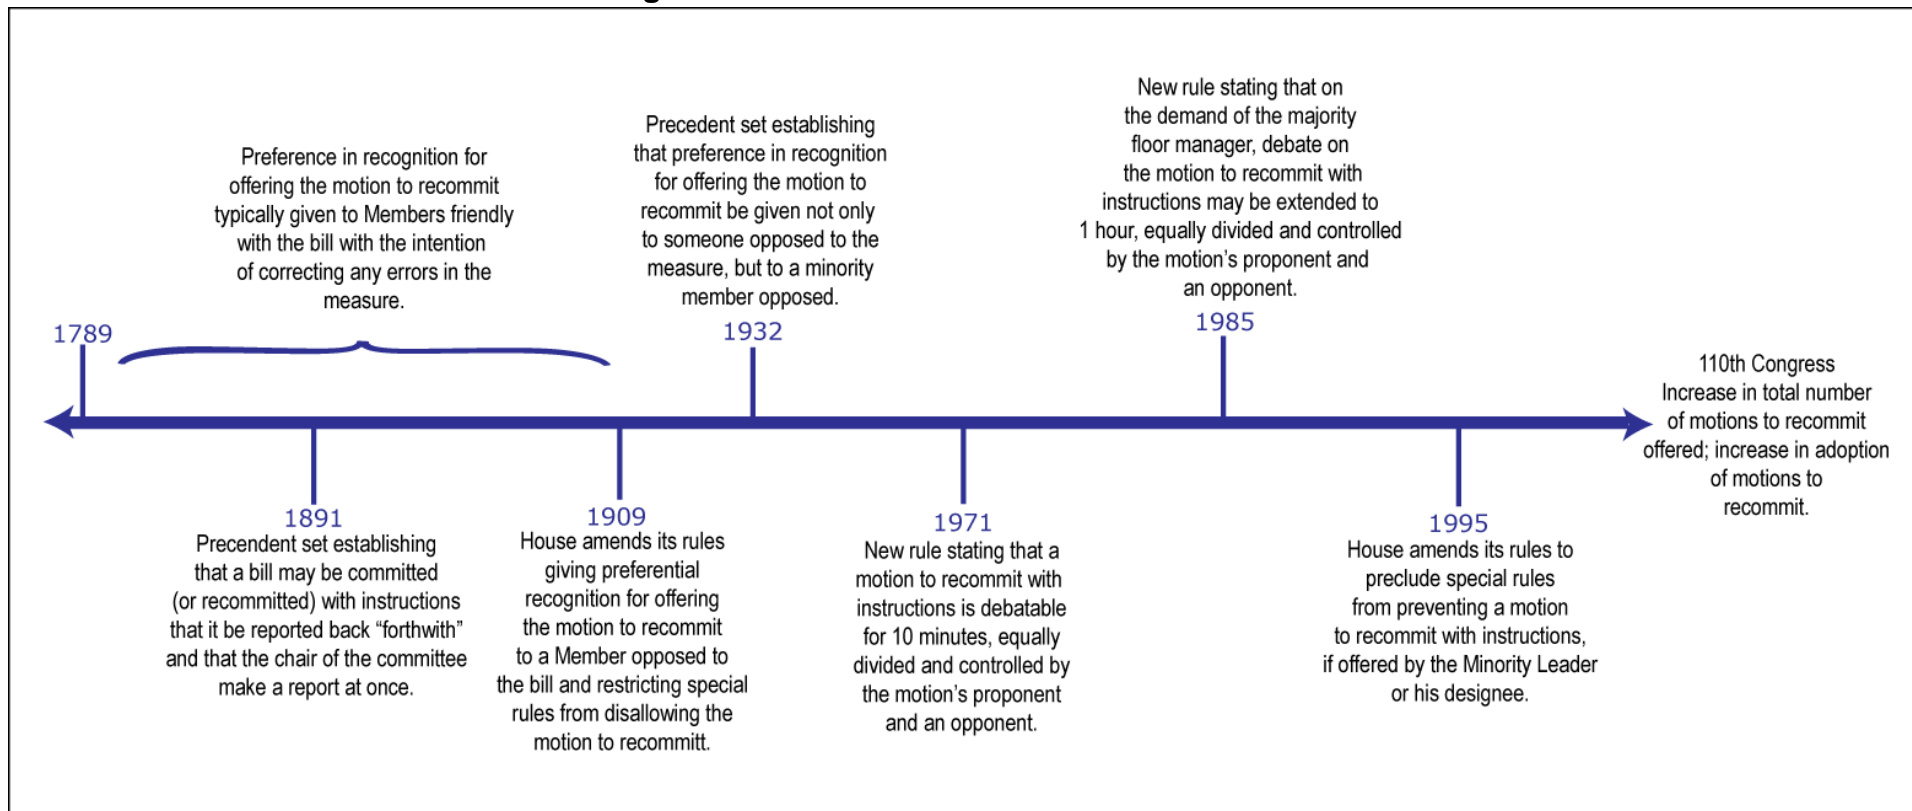 g
1789
Preference in recognition for
offering the motion to recommit
typically given to Members friendly
with the bill with the intention
of correcting any errors in the
measure.
1891
Precendent set establishing
that a bill may be committed
(or recommitted) with instructions
that it be reported back “forthwith”
and that the chair of the committee
make a report at once.
1909
House amends its rules
giving preferential
recognition for offering
the motion to recommit
to a Member opposed to
the bill and restricting special
rules from disallowing the
motion to recommitt.
Precedent set establishing
that preference in recognition
for offering the motion to
recommit be given not only
to someone opposed to the
measure, but to a minority
member opposed.
1932
1971
New rule stating that a
motion to recommit with
instructions is debatable
for 10 minutes, equally
divided and controlled by
the motion’s proponent
and an opponent.
New rule stating that on
the demand of the majority
floor manager, debate on
the motion to recommit with
instructions may be extended to
1 hour, equally divided and controlled
by the motion’s proponent and
an opponent.
1985
1995
House amends its rules to
preclude special rules
from preventing a motion
to recommit with instructions,
if offered by the Minority Leader
or his designee.
110th Congress
Increase in total number
of motions to recommit
offered; increase in adoption
of motions to
recommit.